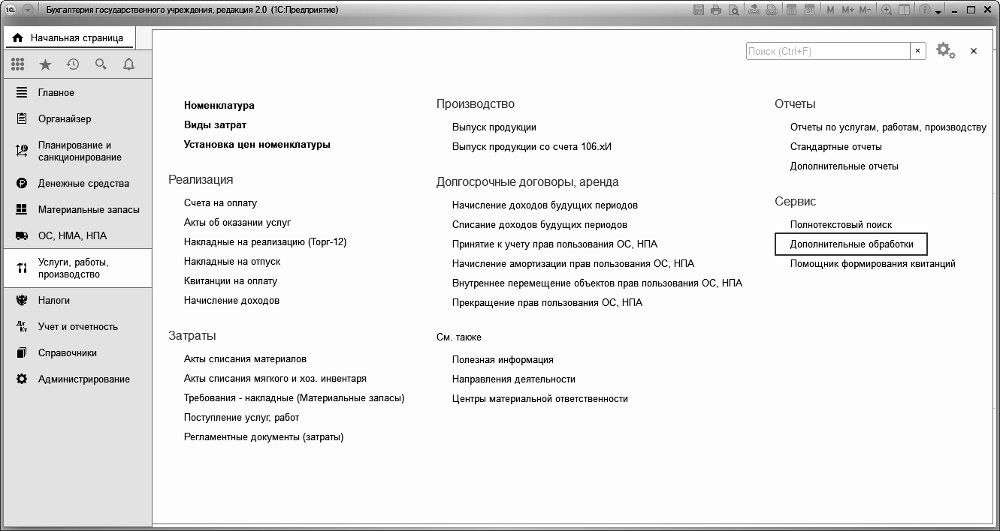 Бухгалтерия государственного учреждения, редакция 2.0 (1С:Предприятие)
M M+ M-
Начальная страница
Поиск (Ctrl+F)
Главное
Органайзер
Планирование и
санкционирование
Денежные средства
Материальные запасы
ОС, НМА, НПА
Услуги, работы,
производство
Налоги
Учет и отчетность
Справочники
Администрирование
Номенклатура
Виды затрат
Установка цен номенклатуры
Реализация
Счета на оплату
Акты об оказании услуг
Накладные на реализацию (Торг-12)
Накладные на отпуск
Квитанции на оплату
Начисление доходов
Затраты
Акты списания материалов
Акты списания мягкого и хоз. инвентаря
Требования - накладные (Материальные запасы)
Поступление услуг, работ
Регламентные документы (затраты)
Производство
Выпуск продукции
Выпуск продукции со счета 106.хИ
Долгосрочные договоры, аренда
Начисление доходов будущих периодов
Списание доходов будущих периодов
Принятие к учету прав пользования ОС, НПА
Начисление амортизации прав пользования ОС, НПА
Внутреннее перемещение объектов прав пользования ОС, НПА
Прекращение прав пользования ОС, НПА
См. также
Полезная информация
Направления деятельности
Центры материальной ответственности
Отчеты
Отчеты по услугам, работам, производству
Стандартные отчеты
Дополнительные отчеты
Сервис
Полнотекстовый поиск
Дополнительные обработки
Помощник формирования квитанций